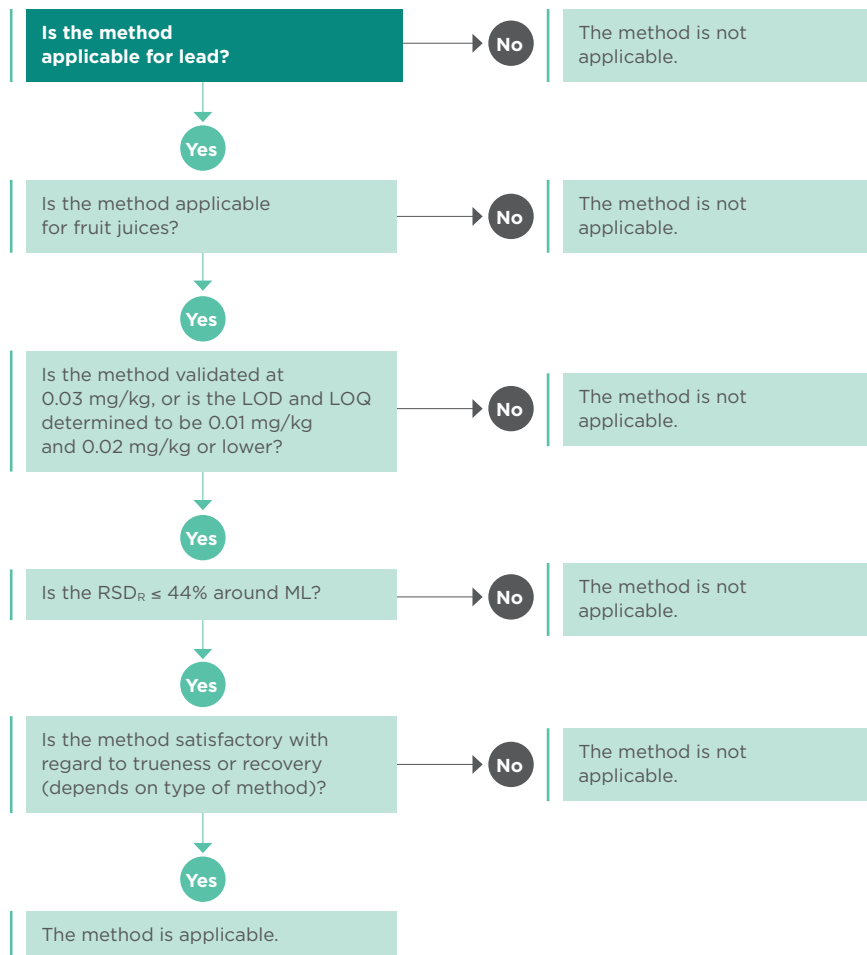 Is the method
applicable for lead?
No
The method is not
applicable.
Yes
Is the method applicable
for fruit juices?
No
The method is not
applicable.
Yes
Is the method validated at
0.03 mg/kg, or is the LOD and LOQ
determined to be 0.01 mg/kg
and 0.02 mg/kg or lower?
No
The method is not
applicable.
Yes
Is the RSDR ≤ 44% around ML?
No
The method is not
applicable.
Yes
Is the method satisfactory with
regard to trueness or recovery
(depends on type of method)?
No
The method is not
applicable.
Yes
The method is applicable.